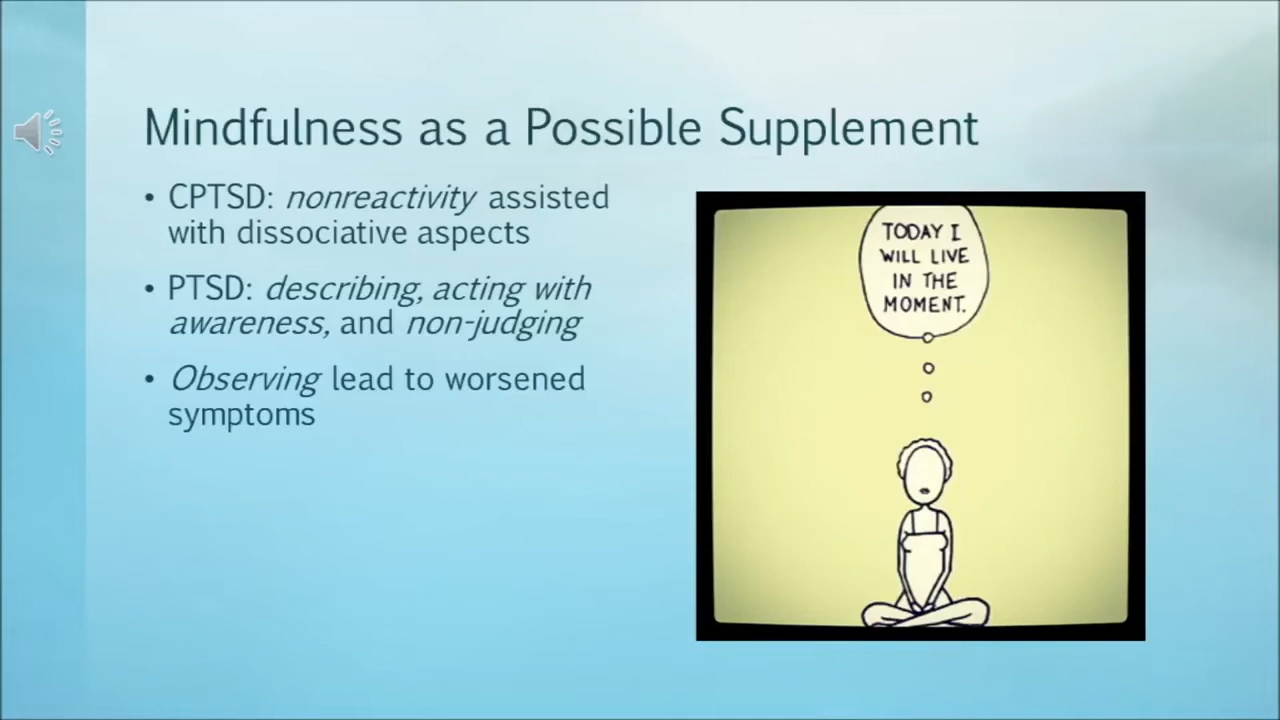 Mindfulness as a Possible Supplement
• CPTSD: nonreactivity assisted
with dissociative aspects
• PTSD: describing, acting with
awareness, and non-judging
• Observing lead to worsened
symptoms
TODAY I
WILL LIVE
IN THE
MOMENT.